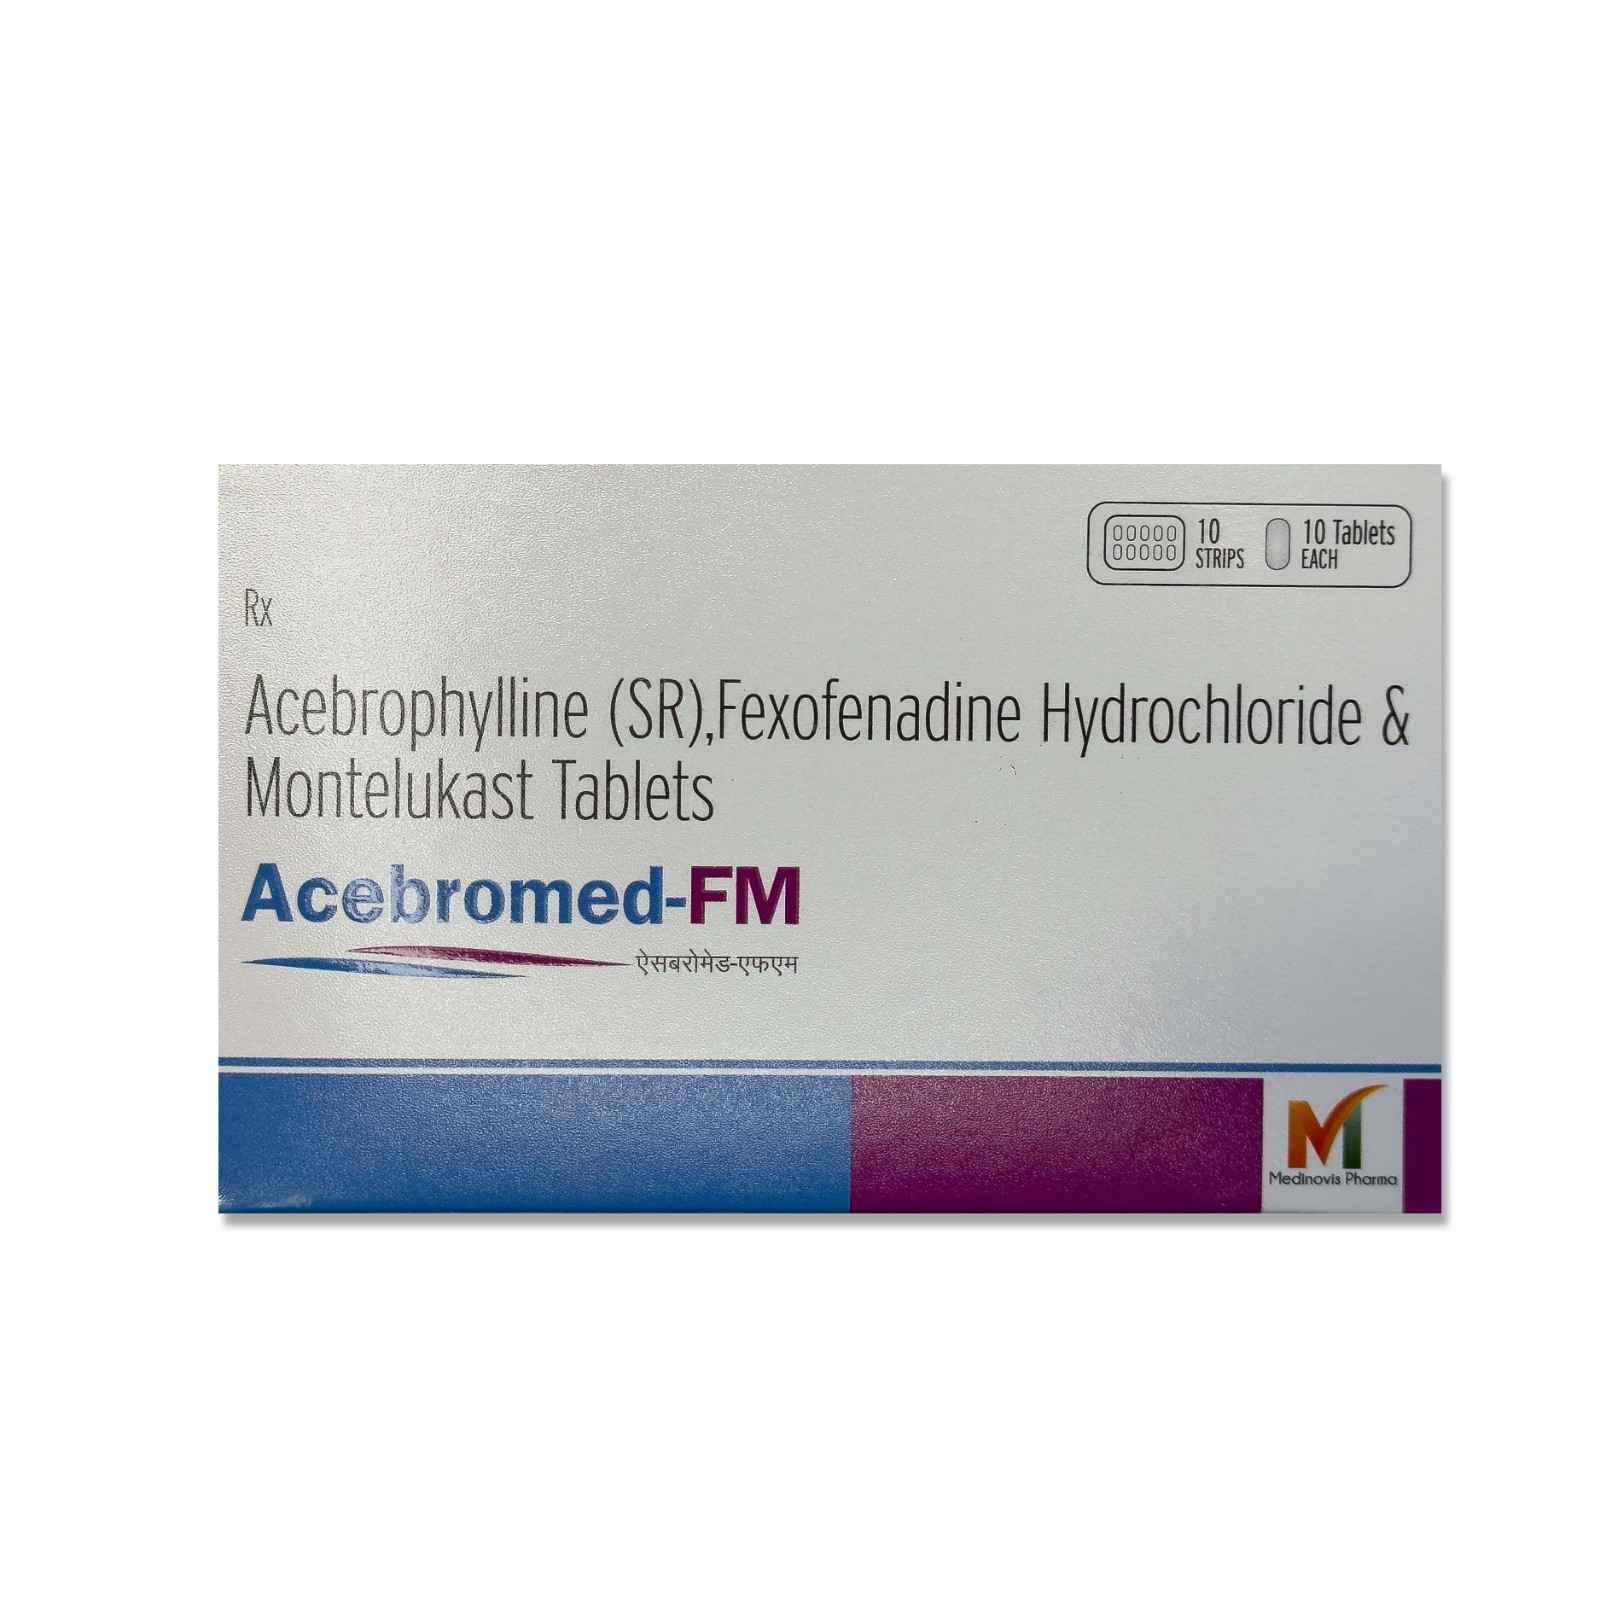 10 STRIPS 10 Tablets EACH
Rx
Acebrophylline (SR),Fexofenadine Hydrochloride &
Montelukast Tablets
Acebromed-FM
ऐसबरोमेड-एफएम
M
Medinovis Pharma